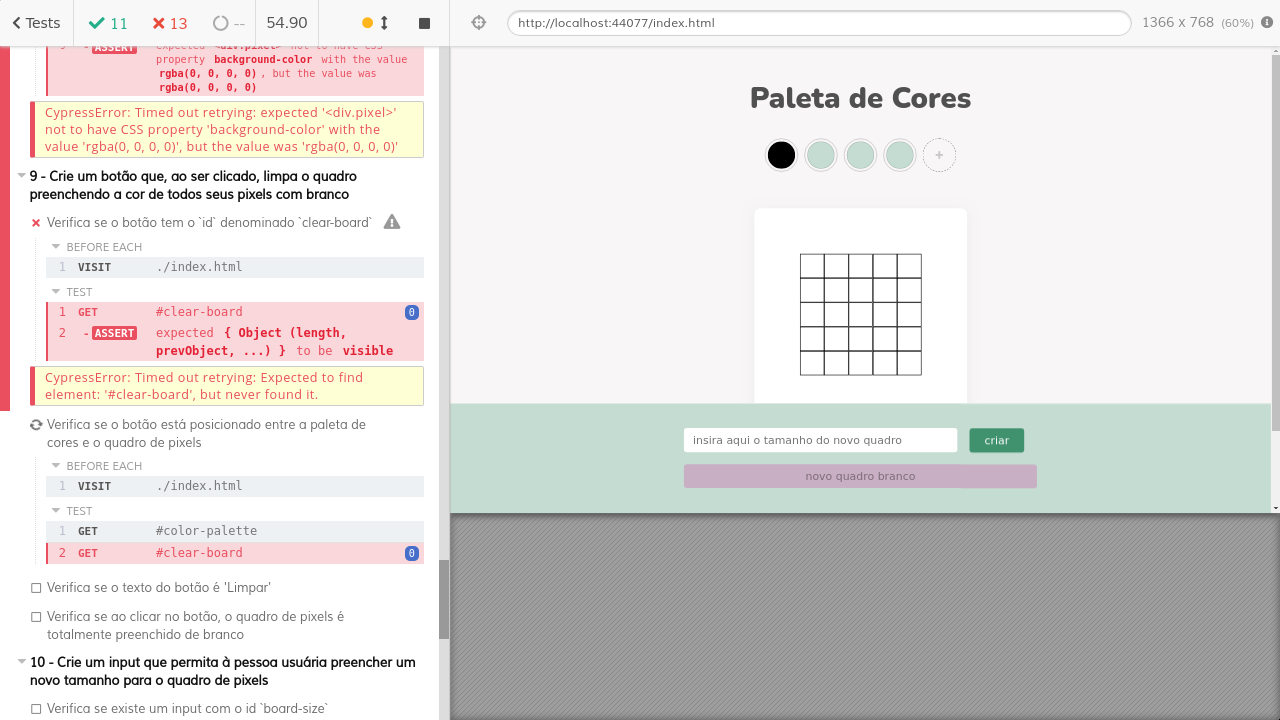 Tests
11
13
--
54.90
http://localhost:44077/index.html
1366 x 768 (60%)
- ASSERT expected <div.pixel> not to have CSS
property background-color with the
value
rgba(0, 0, 0, 0), but the value was
rgba(0, 0, 0, 0)
CypressError: Timed out retrying: expected '<div.pixel>'
not to have CSS property 'background-color' with the
value 'rgba(0, 0, 0, 0)', but the value was 'rgba(0, 0, 0, 0)'
9 - Crie um botão que, ao ser clicado, limpa o quadro
preenchendo a cor de todos seus pixels com branco
Verifica se o botão tem o `id` denominado `clear-board`
BEFORE EACH
1 VISIT ./index.html
TEST
1 GET #clear-board 0
2 - ASSERT expected { Object (length,
prevObject, ...) } to be visible
CypressError: Timed out retrying: Expected to find
element: '#clear-board', but never found it.
Verifica se o botão está posicionado entre a paleta de
cores e o quadro de pixels
BEFORE EACH
1 VISIT ./index.html
TEST
1 GET #color-palette
2 GET #clear-board 0
Verifica se o texto do botão é 'Limpar'
Verifica se ao clicar no botão, o quadro de pixels é
totalmente preenchido de branco
10 - Crie um input que permita à pessoa usuária preencher um
novo tamanho para o quadro de pixels
Verifica se existe um input com o id `board-size`
Paleta de Cores
+
insira aqui o tamanho do novo quadro
criar
novo quadro branco